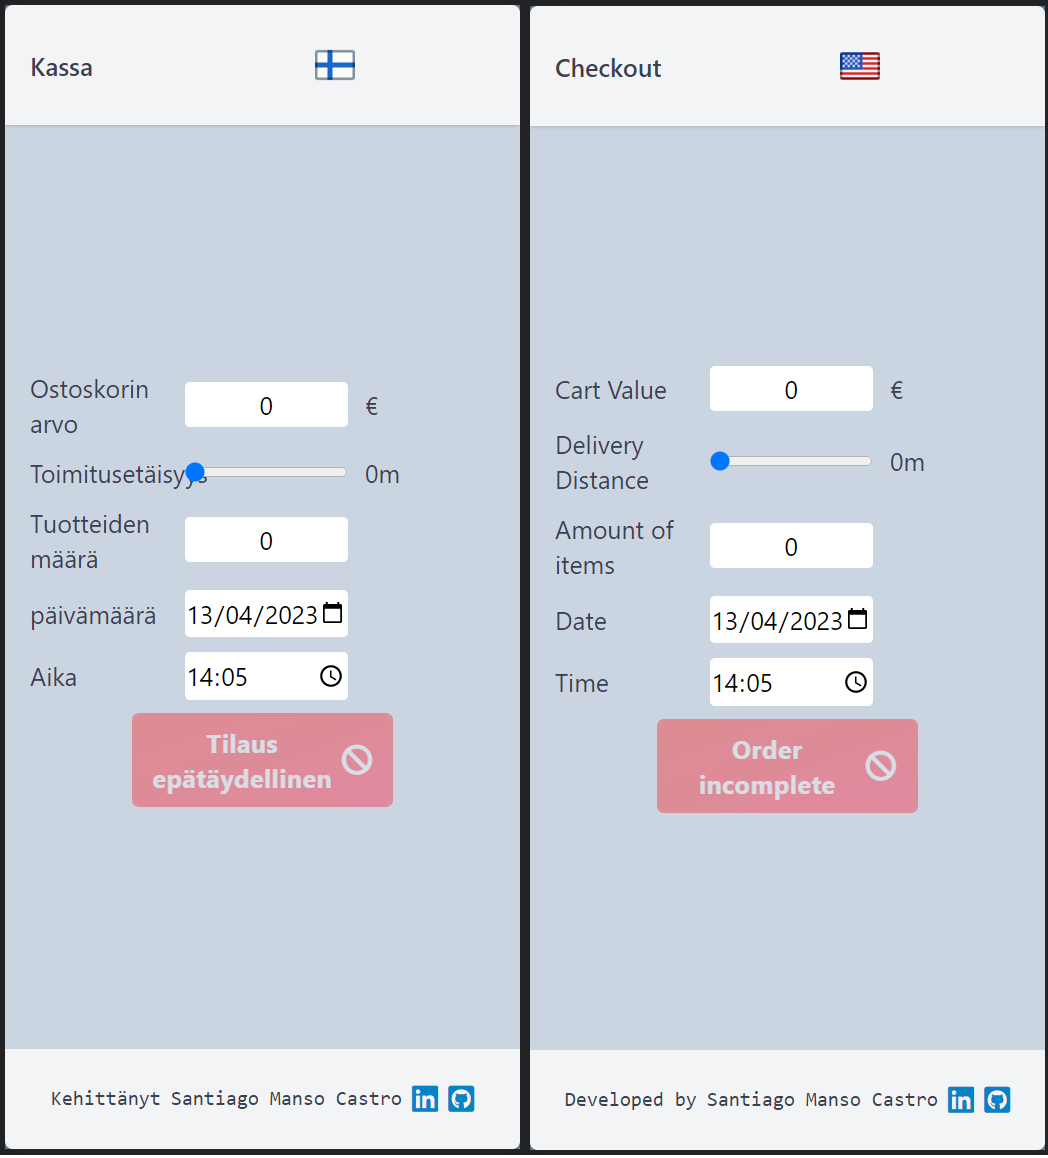 Kassa
Ostoskorin
arvo
0 €
Toimitusetäisyys 0m
Tuotteiden
määrä
0
päivämäärä 13/04/2023
Aika 14:05
Tilaus
epätäydellinen
Kehittänyt Santiago Manso Castro in
Checkout
Cart Value 0 €
Delivery
Distance
0m
Amount of
items
0
Date 13/04/2023
Time 14:05
Order
incomplete
Developed by Santiago Manso Castro in